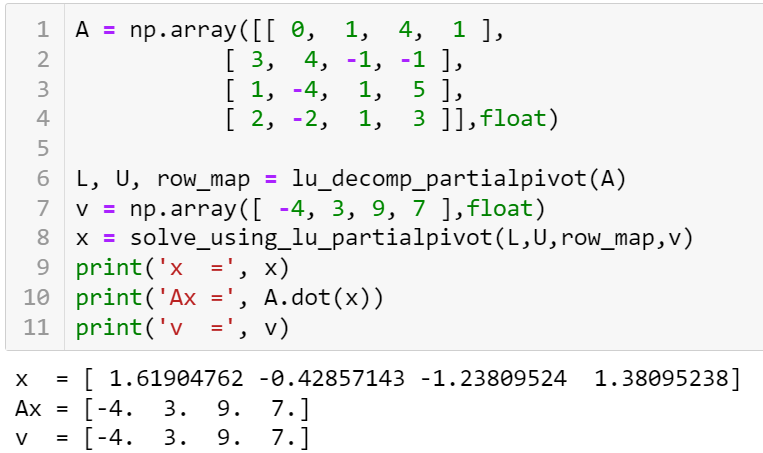 1 A = np.array([[ 0, 1, 4, 1 ],
2 [ 3, 4, -1, -1 ],
3 [ 1, -4, 1, 5 ],
4 [ 2, -2, 1, 3 ]],float)
5
6 L, U, row_map = lu_decomp_partialpivot(A)
7 v = np.array([ -4, 3, 9, 7 ],float)
8 x = solve_using_lu_partialpivot(L,U,row_map,v)
9 print('x  =', x)
10 print('Ax =', A.dot(x))
11 print('v  =', v)
x  = [ 1.61904762 -0.42857143 -1.23809524  1.38095238]
Ax = [-4.  3.  9.  7.]
v  = [-4.  3.  9.  7.]